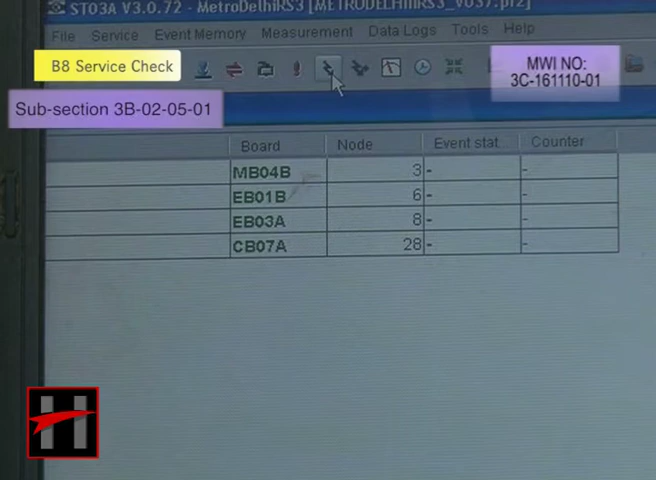 ST03A V3.0.72 - MetroDelhiRS3 [METRODELHIRS3_V037.prz]
File Service Event Memory Measurement Data Logs Tools Help
B8 Service Check
MWI NO:
3C-161110-01
Sub-section 3B-02-05-01
Board Node Event stat. Counter
MB04B 3 - -
EB01B 6 - -
EB03A 8 - -
CB07A 28 - -
H